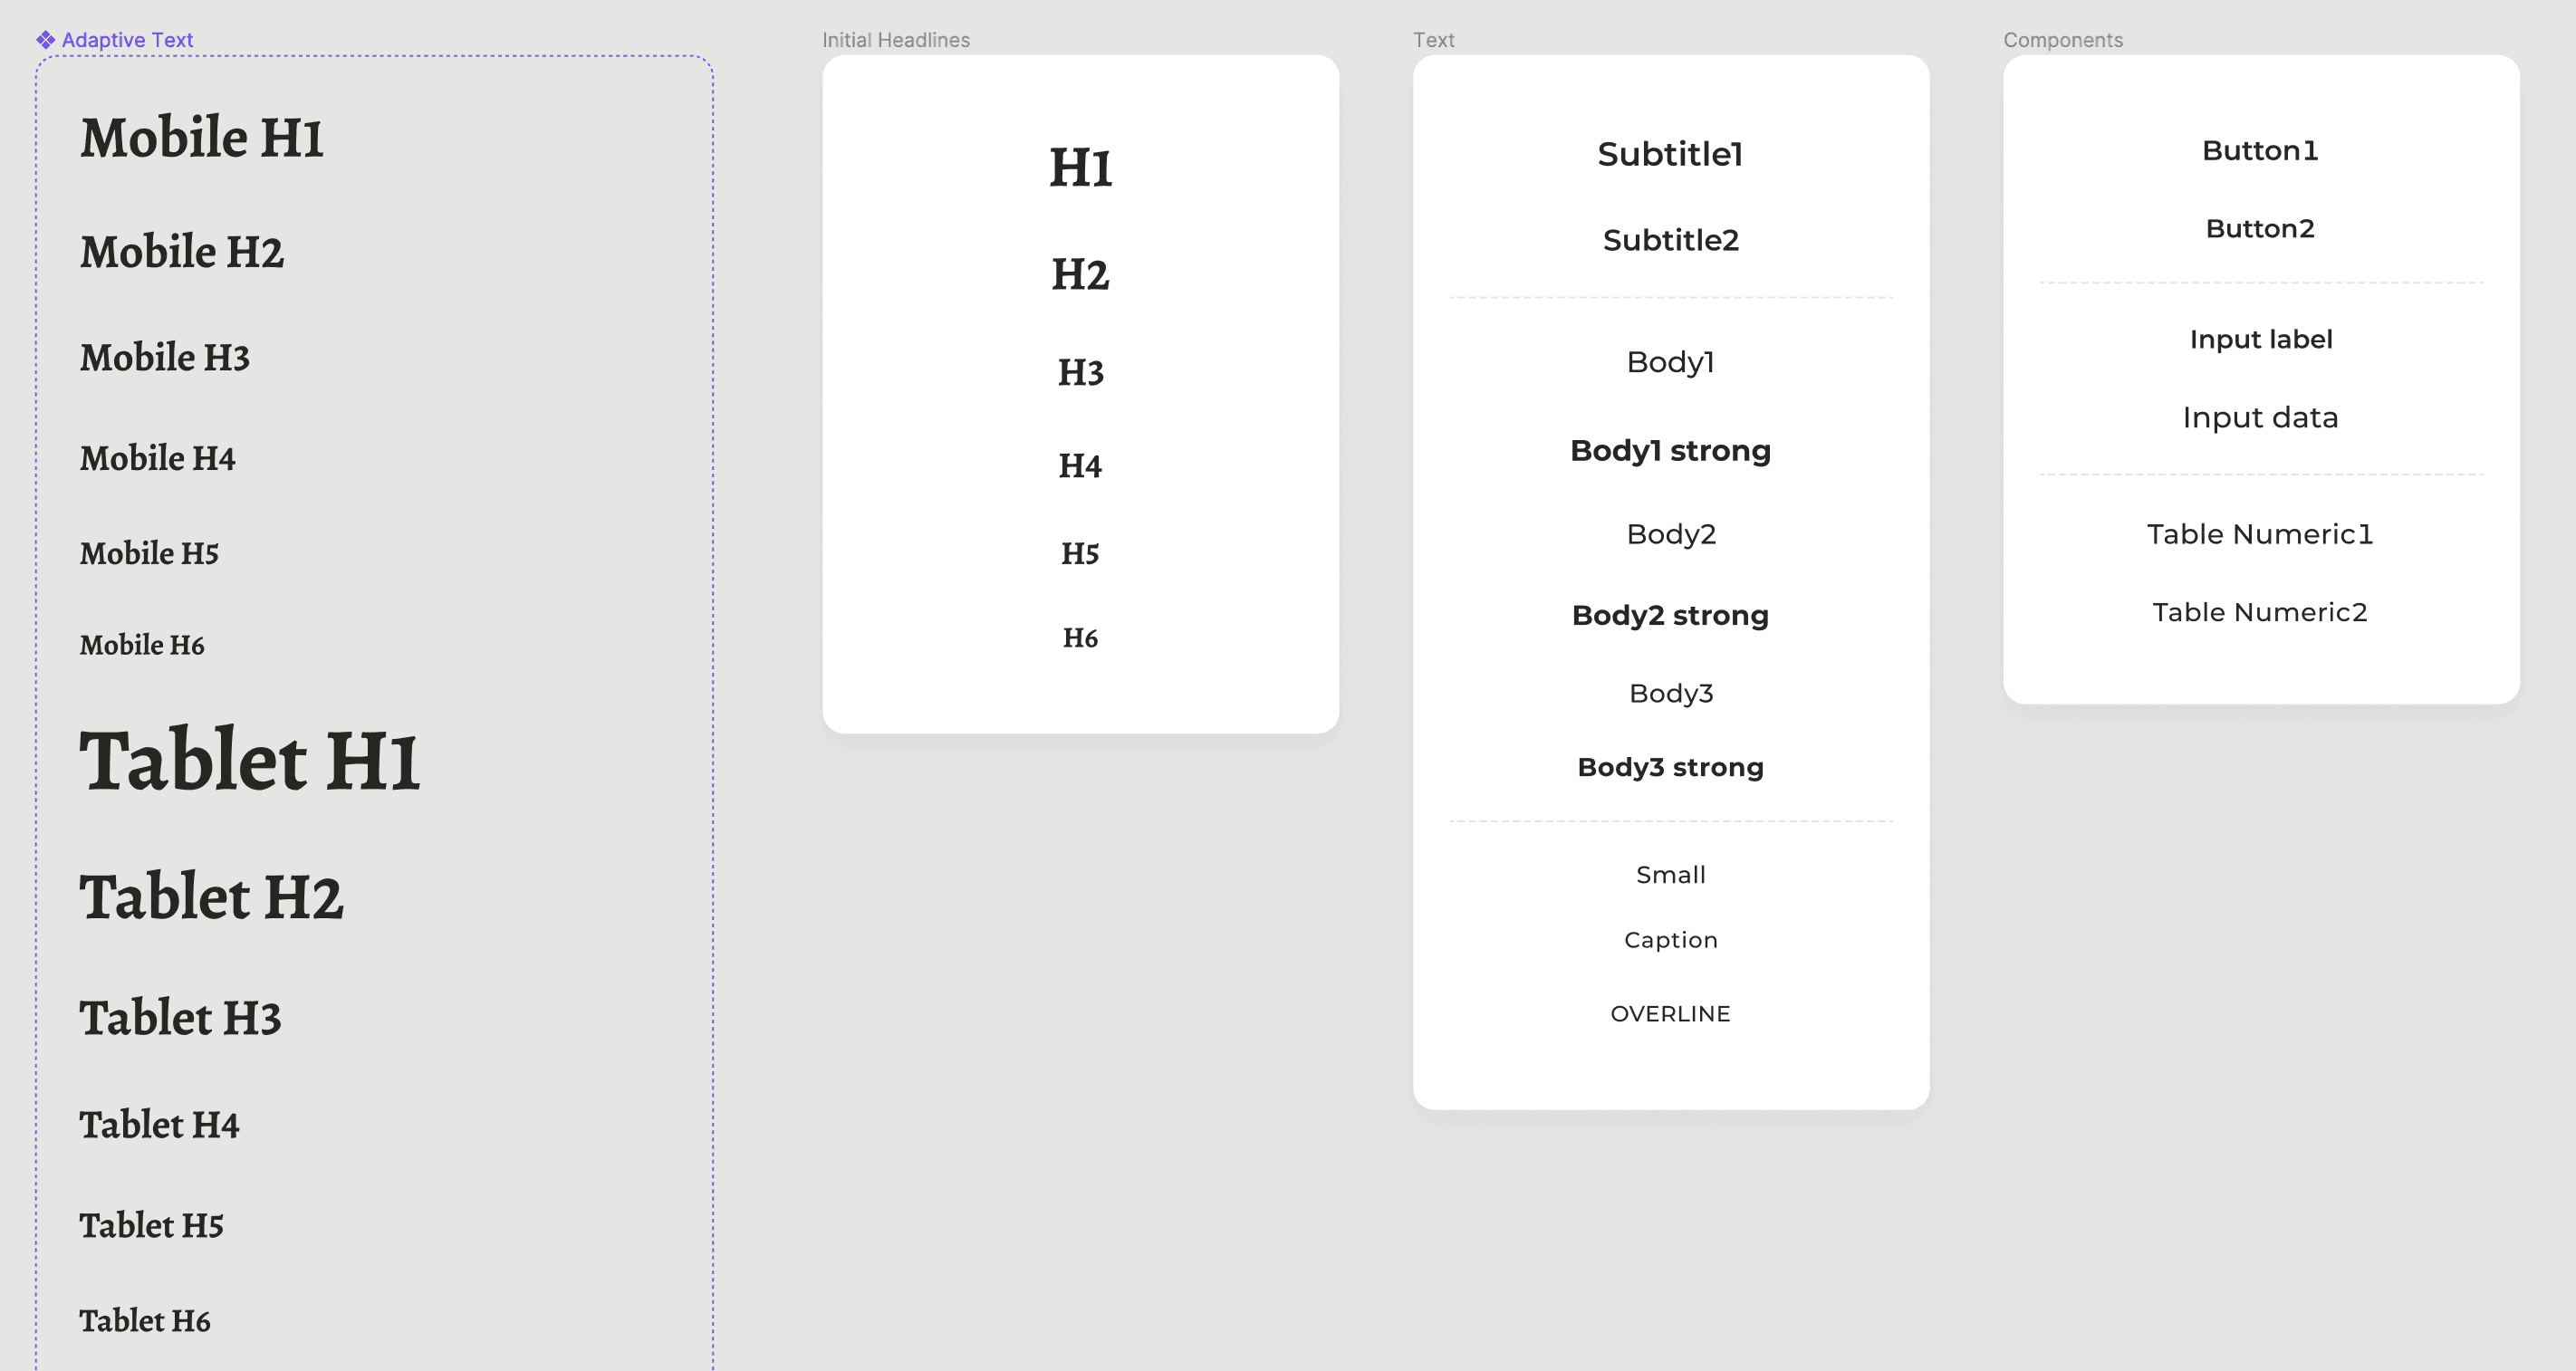 Adaptive Text
Mobile H1
Mobile H2
Mobile H3
Mobile H4
Mobile H5
Mobile H6
Tablet H1
Tablet H2
Tablet H3
Tablet H4
Tablet H5
Tablet H6
Initial Headlines
H1
H2
H3
H4
H5
H6
Text
Subtitle1
Subtitle2
Body1
Body1 strong
Body2
Body2 strong
Body3
Body3 strong
Small
Caption
OVERLINE
Components
Button1
Button2
Input label
Input data
Table Numeric1
Table Numeric2